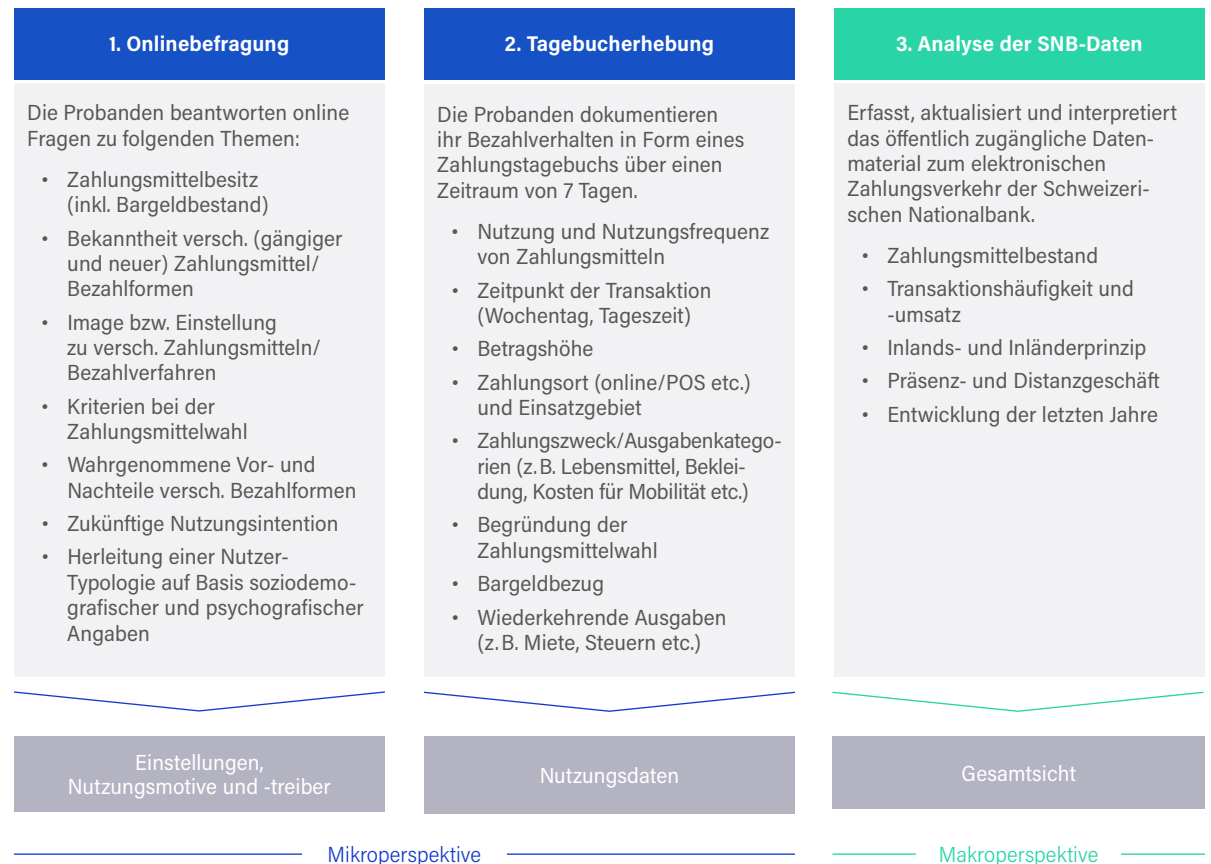 1. Onlinebefragung
Die Probanden beantworten online
Fragen zu folgenden Themen:
• Zahlungsmittelbesitz
(inkl. Bargeldbestand)
• Bekanntheit versch. (gängiger
und neuer) Zahlungsmittel/
Bezahlformen
• Image bzw. Einstellung
zu versch. Zahlungsmitteln/
Bezahlverfahren
• Kriterien bei der
Zahlungsmittelwahl
• Wahrgenommene Vor- und
Nachteile versch. Bezahlformen
• Zukünftige Nutzungsintention
• Herleitung einer Nutzer-
Typologie auf Basis soziodemo-
grafischer und psychografischer
Angaben
Einstellungen,
Nutzungsmotive und -treiber
2. Tagebucherhebung
Die Probanden dokumentieren
ihr Bezahlverhalten in Form eines
Zahlungstagebuchs über einen
Zeitraum von 7 Tagen.
• Nutzung und Nutzungsfrequenz
von Zahlungsmitteln
• Zeitpunkt der Transaktion
(Wochentag, Tageszeit)
• Betragshöhe
• Zahlungsort (online/POS etc.)
und Einsatzgebiet
• Zahlungszweck/Ausgabenkatego-
rien (z. B. Lebensmittel, Beklei-
dung, Kosten für Mobilität etc.)
• Begründung der
Zahlungsmittelwahl
• Bargeldbezug
• Wiederkehrende Ausgaben
(z. B. Miete, Steuern etc.)
Nutzungsdaten
3. Analyse der SNB-Daten
Erfasst, aktualisiert und interpretiert
das öffentlich zugängliche Daten-
material zum elektronischen
Zahlungsverkehr der Schweizeri-
schen Nationalbank.
• Zahlungsmittelbestand
• Transaktionshäufigkeit und
-umsatz
• Inlands- und Inländerprinzip
• Präsenz- und Distanzgeschäft
• Entwicklung der letzten Jahre
Gesamtsicht
Mikroperspektive
Makroperspektive